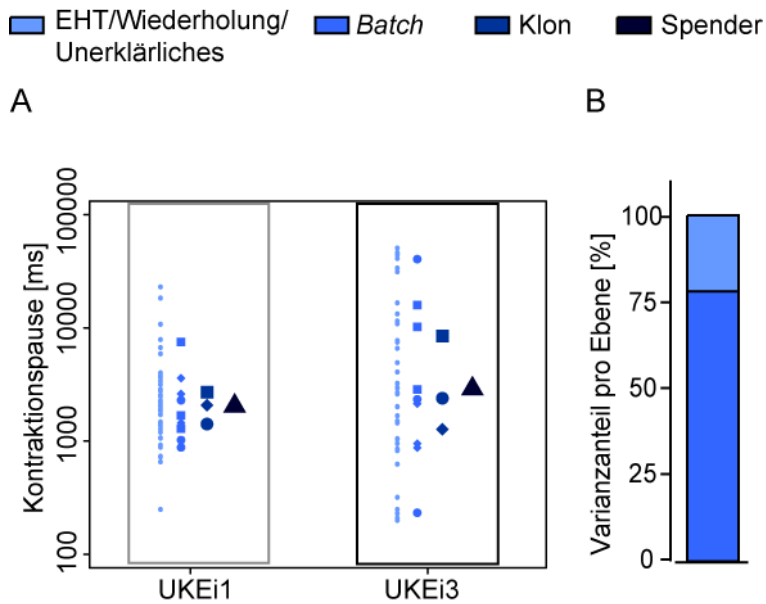 EHT/Wiederholung/
Unerklärliches
Batch
Klon
Spender
A
B
Kontraktionspause [ms]
100000
10000
1000
100
UKEi1
UKEi3
Varianzanteil pro Ebene [%]
100
75
50
25
0